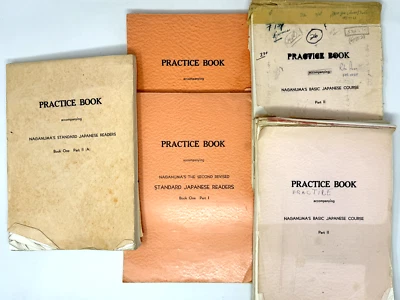 PRACTICE BOOK
accompanying
NAGANUMA'S STANDARD JAPANESE READERS
Book One Part II (A)
PRACTICE BOOK
accompanying
PRACTICE BOOK
accompanying
NAGANUMA'S THE SECOND REVISED
STANDARD JAPANESE READERS
Book One Part I
PRACTICE BOOK
accompanying
NAGANUMA'S BASIC JAPANESE COURSE
Part II
PRACTICE BOOK
PRACTICE
accompanying
NAGANUMA'S BASIC JAPANESE COURSE
Part II